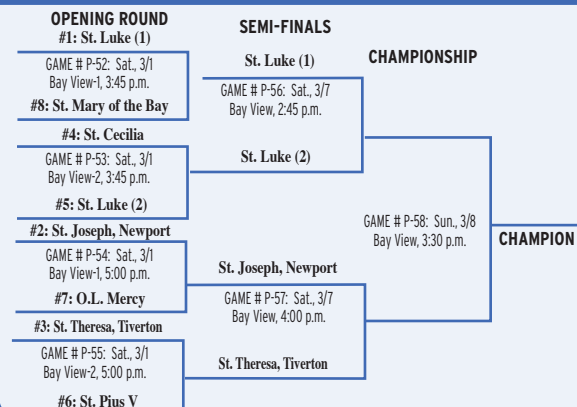 OPENING ROUND
#1: St. Luke (1)
GAME # P-52: Sat., 3/1
Bay View-1, 3:45 p.m.
#8: St. Mary of the Bay
#4: St. Cecilia
GAME # P-53: Sat., 3/1
Bay View-2, 3:45 p.m.
#5: St. Luke (2)
#2: St. Joseph, Newport
GAME # P-54: Sat., 3/1
Bay View-1, 5:00 p.m.
#7: O.L. Mercy
#3: St. Theresa, Tiverton
GAME # P-55: Sat., 3/1
Bay View-2, 5:00 p.m.
#6: St. Pius V
SEMI-FINALS
St. Luke (1)
GAME # P-56: Sat., 3/7
Bay View, 2:45 p.m.
St. Luke (2)
St. Joseph, Newport
GAME # P-57: Sat., 3/7
Bay View, 4:00 p.m.
St. Theresa, Tiverton
CHAMPIONSHIP
GAME # P-58: Sun., 3/8
Bay View, 3:30 p.m.
CHAMPION